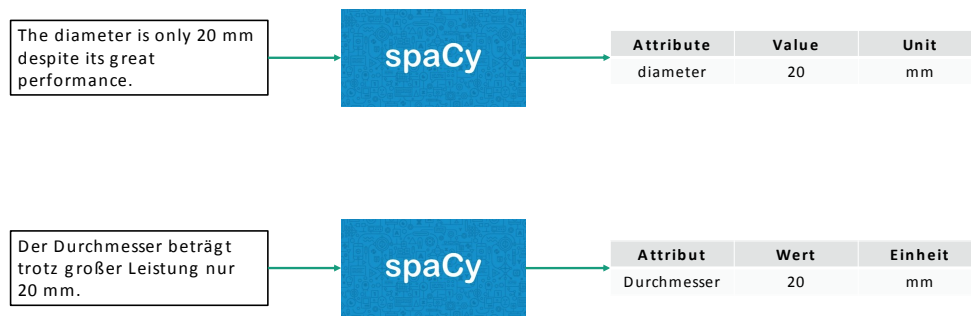 The diameter is only 20 mm
despite its great
performance.
spaCy
Attribute Value Unit
diameter 20 mm
Der Durchmesser beträgt
trotz großer Leistung nur
20 mm.
spaCy
Attribut Wert Einheit
Durchmesser 20 mm